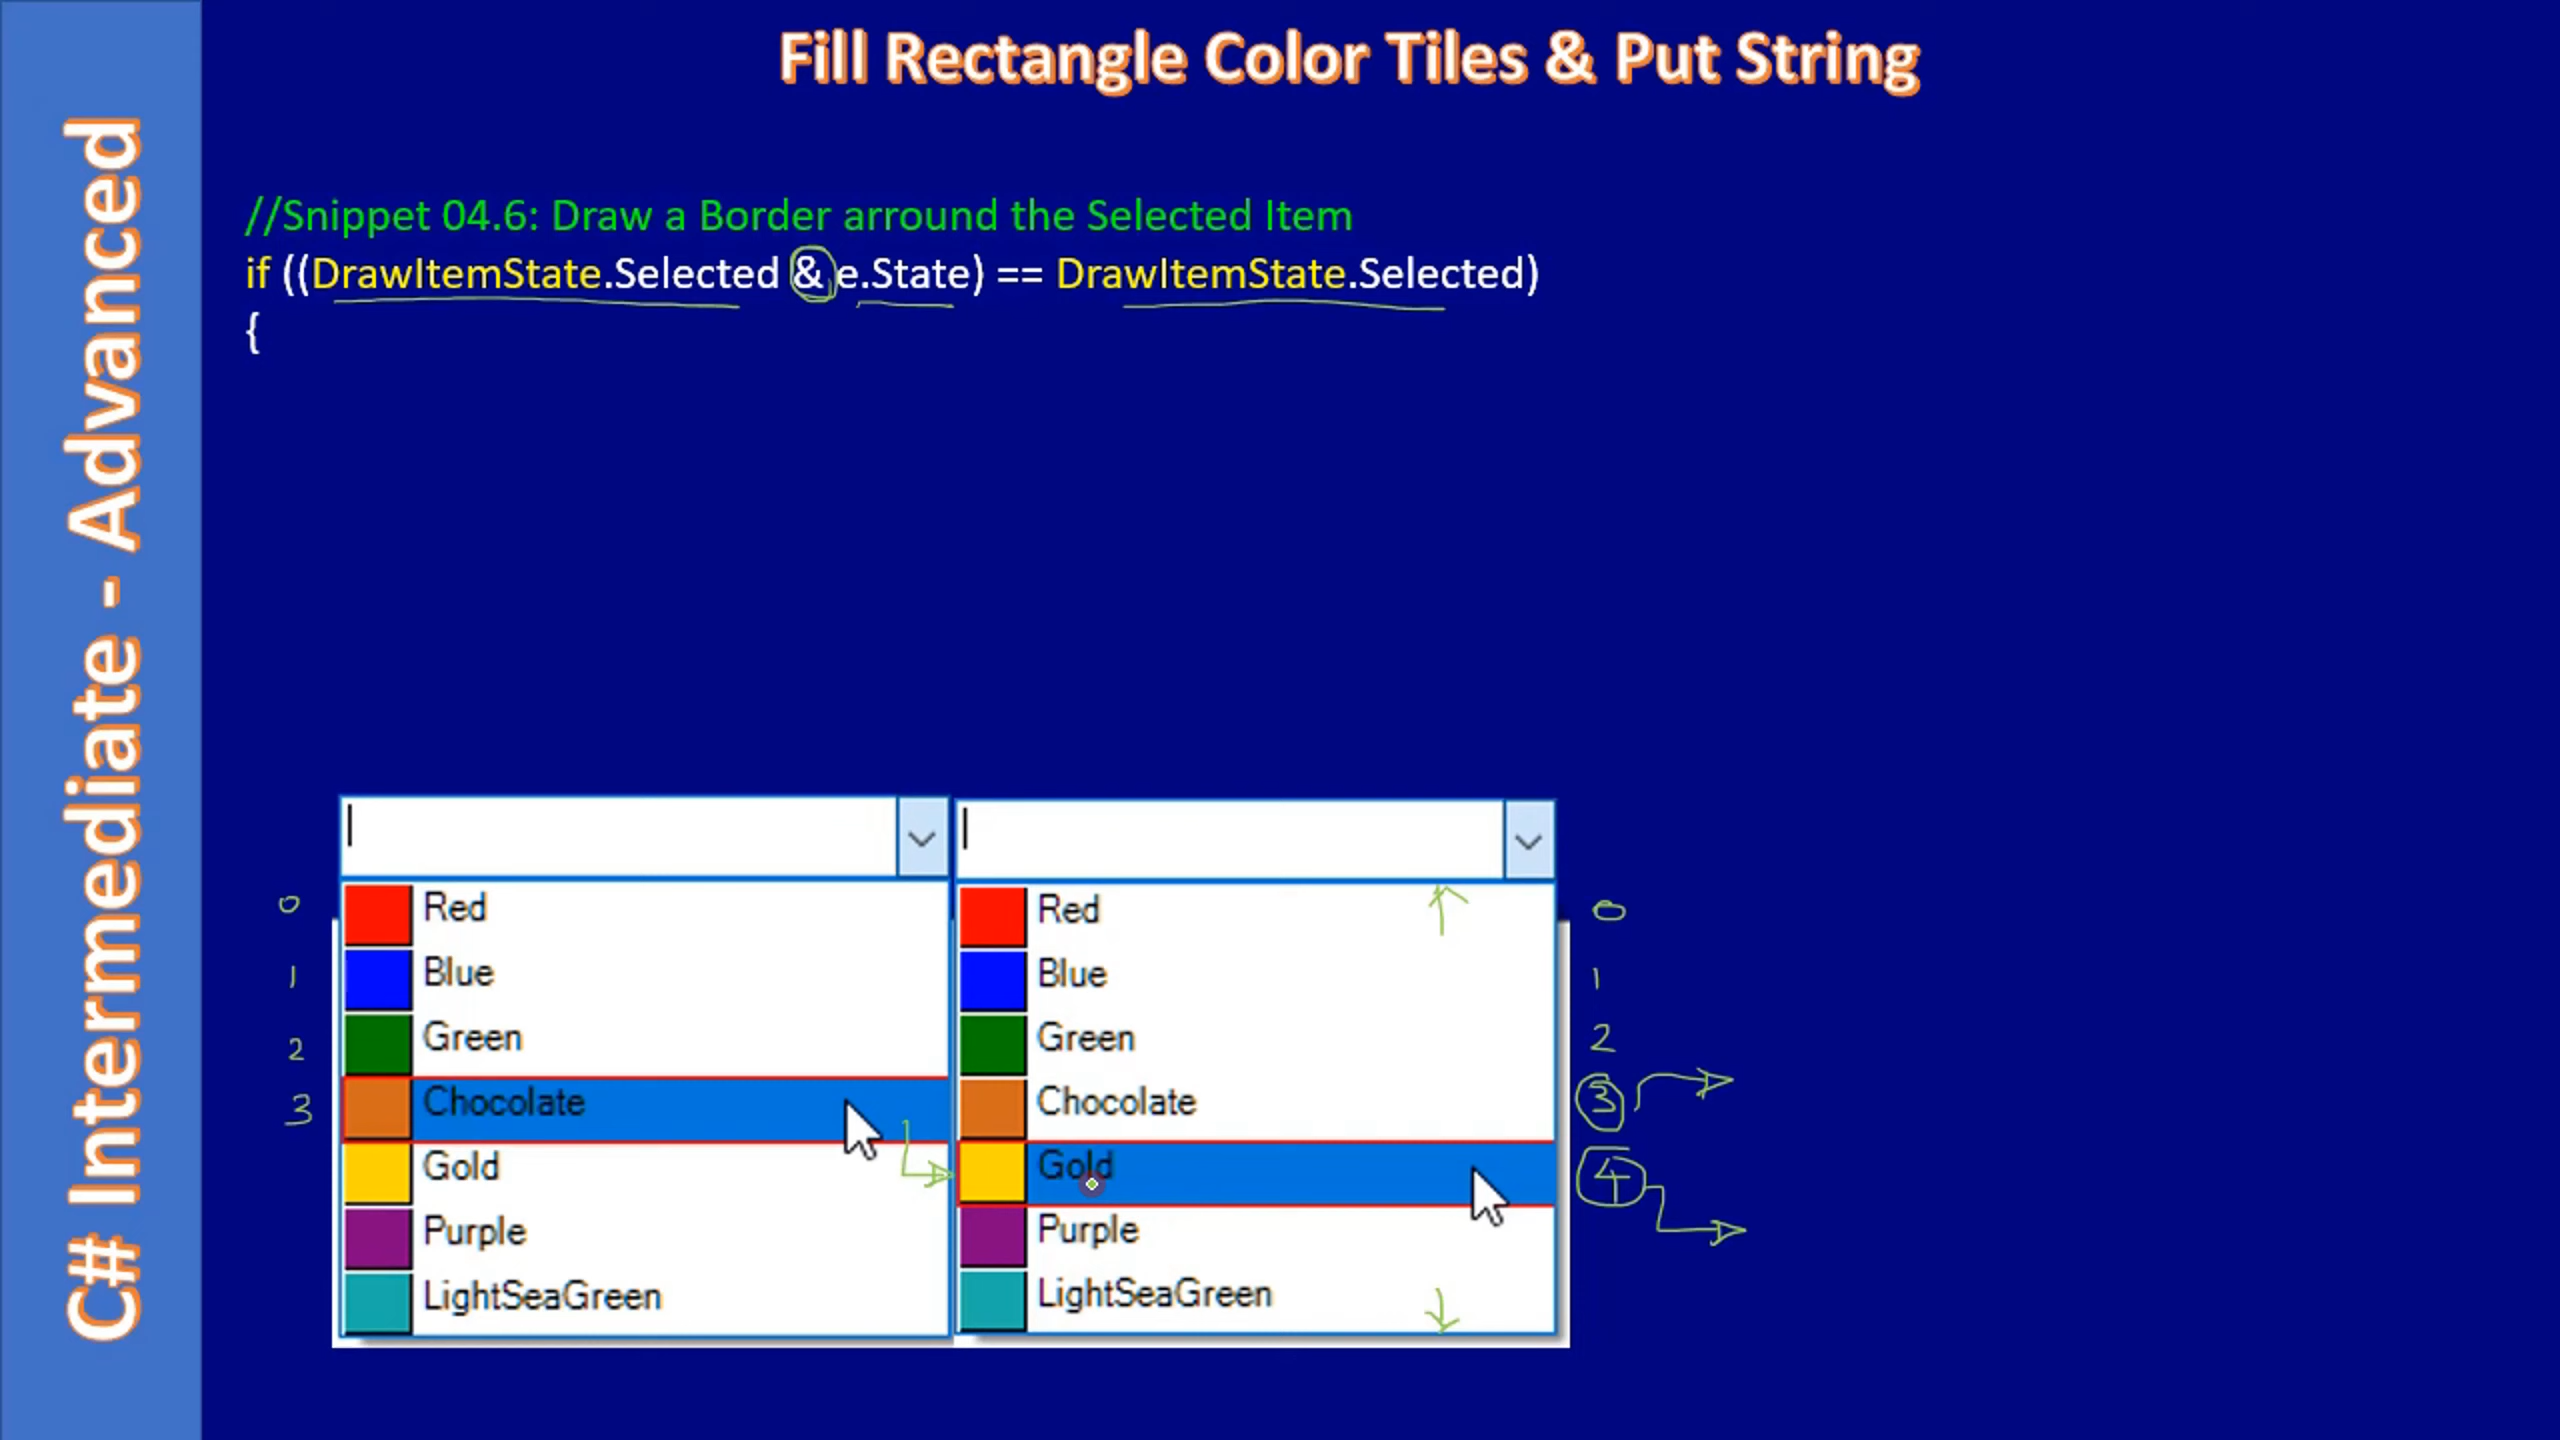 Fill Rectangle Color Tiles & Put String
C# Intermediate - Advanced
//Snippet 04.6: Draw a Border arround the Selected Item
if ((DrawItemState.Selected & e.State) == DrawItemState.Selected)
{
0 Red
1 Blue
2 Green
3 Chocolate
Gold
Purple
LightSeaGreen
Red 0
Blue 1
Green 2
Chocolate 3
Gold 4
Purple
LightSeaGreen